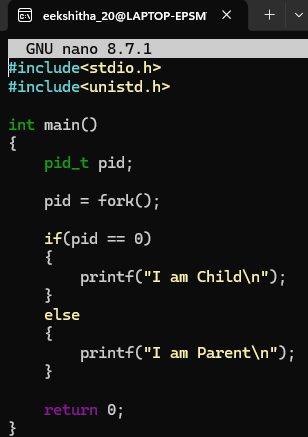 eekshitha_20@LAPTOP-EPSM
GNU nano 8.7.1
#include<stdio.h>
#include<unistd.h>

int main()
{
    pid_t pid;

    pid = fork();

    if(pid == 0)
    {
        printf("I am Child\n");
    }
    else
    {
        printf("I am Parent\n");
    }

    return 0;
}